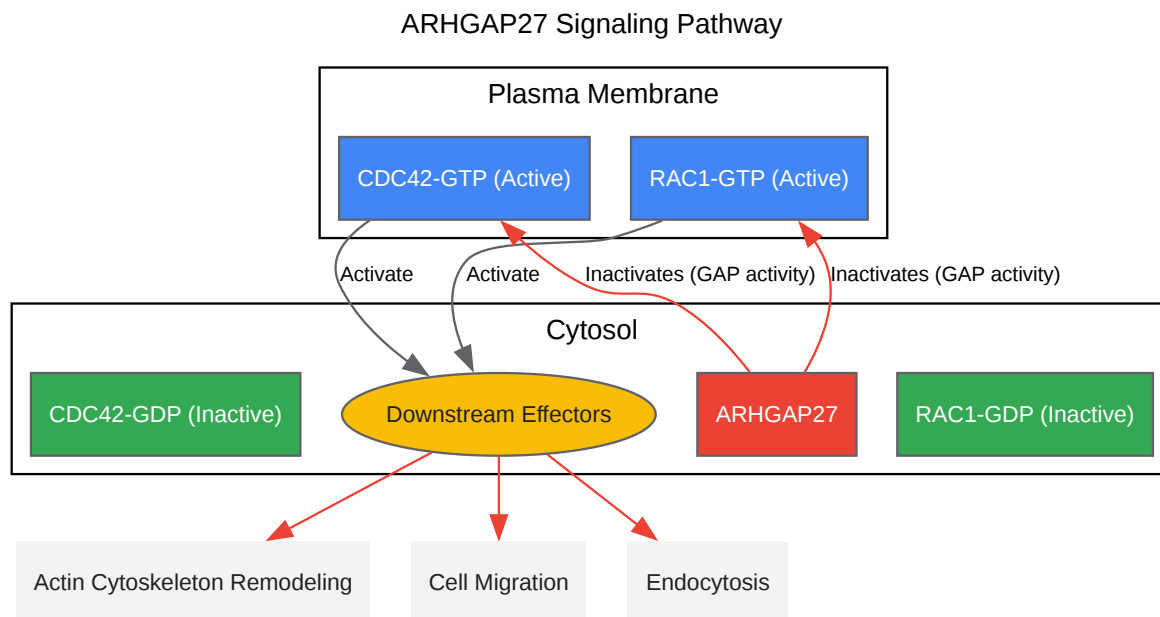 ARHGAP27 Signaling Pathway
Plasma Membrane
CDC42-GTP (Active)
RAC1-GTP (Active)
Activate
Activate
Inactivates (GAP activity)
Inactivates (GAP activity)
Cytosol
CDC42-GDP (Inactive)
Downstream Effectors
ARHGAP27
RAC1-GDP (Inactive)
Actin Cytoskeleton Remodeling
Cell Migration
Endocytosis